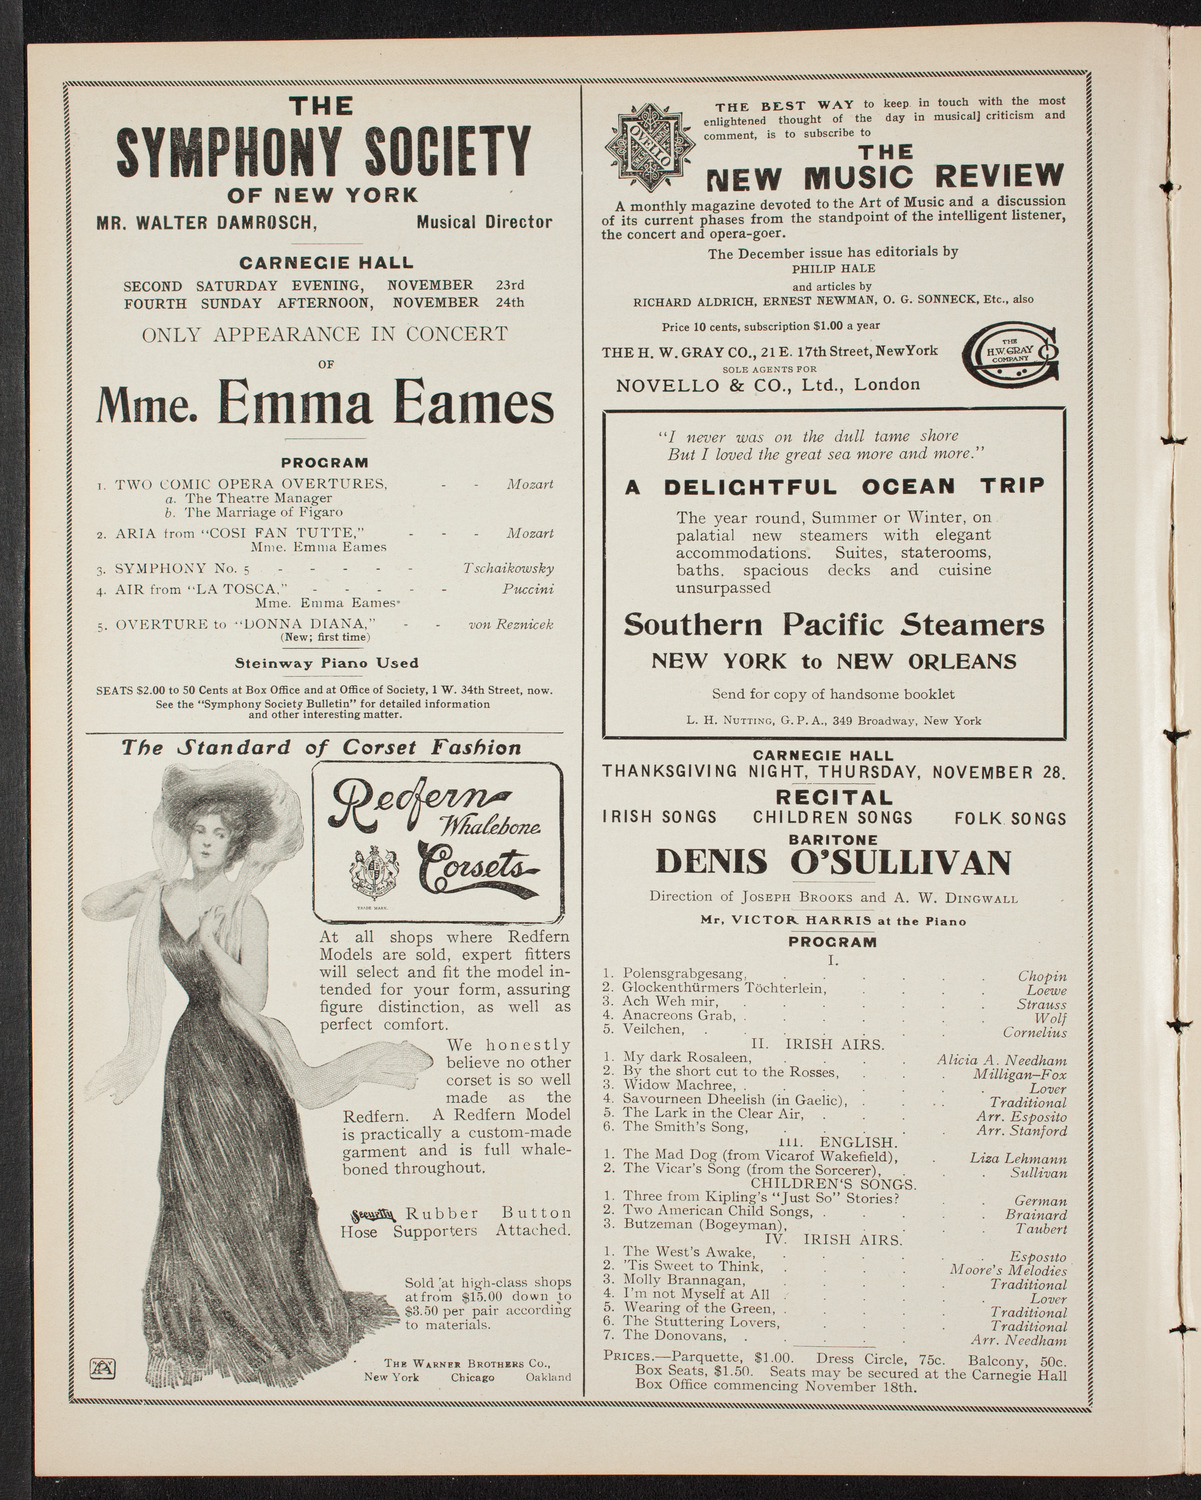 THE
SYMPHONY SOCIETY
OF NEW YORK
MR. WALTER DAMROSCH, Musical Director
CARNEGIE HALL
SECOND SATURDAY EVENING, NOVEMBER 23rd
FOURTH SUNDAY AFTERNOON, NOVEMBER 24th
ONLY APPEARANCE IN CONCERT
OF
Mme. Emma Eames
PROGRAM
1. TWO COMIC OPERA OVERTURES, - - Mozart
a. The Theatre Manager
b. The Marriage of Figaro
2. ARIA from "COSI FAN TUTTE," - - - Mozart
Mme. Emma Eames
3. SYMPHONY No. 5 - - - - - Tschaikowsky
4. AIR from "LA TOSCA," - - - - - Puccini
Mme. Emma Eames
5. OVERTURE to "DONNA DIANA," - - von Reznicek
(New; first time)
Steinway Piano Used
SEATS $2.00 to 50 Cents at Box Office and at Office of Society, 1 W. 34th Street, now.
See the "Symphony Society Bulletin" for detailed information
and other interesting matter.
The Standard of Corset Fashion
Redfern
Whalebone
Corsets
TRADE MARK.
At all shops where Redfern
Models are sold, expert fitters
will select and fit the model in-
tended for your form, assuring
figure distinction, as well as
perfect comfort.
We honestly
believe no other
corset is so well
made as the
Redfern. A Redfern Model
is practically a custom-made
garment and is full whale-
boned throughout.
Security Rubber Button
Hose Supporters Attached.
Sold at high-class shops
at from $15.00 down to
$3.50 per pair according
to materials.
THE WARNER BROTHERS CO.,
New York Chicago Oakland
NOVELLO
THE BEST WAY to keep in touch with the most
enlightened thought of the day in musical criticism and
comment, is to subscribe to
THE
NEW MUSIC REVIEW
A monthly magazine devoted to the Art of Music and a discussion
of its current phases from the standpoint of the intelligent listener,
the concert and opera-goer.
The December issue has editorials by
PHILIP HALE
and articles by
RICHARD ALDRICH, ERNEST NEWMAN, O. G. SONNECK, Etc., also
Price 10 cents, subscription $1.00 a year
THE H. W. GRAY CO., 21 E. 17th Street, NewYork
SOLE AGENTS FOR
NOVELLO & CO., Ltd., London
THE
H.W. GRAY
COMPANY
"I never was on the dull tame shore
But I loved the great sea more and more."
A DELIGHTFUL OCEAN TRIP
The year round, Summer or Winter, on
palatial new steamers with elegant
accommodations. Suites, staterooms,
baths, spacious decks and cuisine
unsurpassed
Southern Pacific Steamers
NEW YORK to NEW ORLEANS
Send for copy of handsome booklet
L. H. NUTTING, G. P. A., 349 Broadway, New York
CARNEGIE HALL
THANKSGIVING NIGHT, THURSDAY, NOVEMBER 28.
RECITAL
IRISH SONGS CHILDREN SONGS FOLK SONGS
BARITONE
DENIS O'SULLIVAN
Direction of JOSEPH BROOKS and A. W. DINGWALL
Mr. VICTOR HARRIS at the Piano
PROGRAM
I.
1. Polensgrabgesang, Chopin
2. Glockenthürmers Töchterlein, Loewe
3. Ach Weh mir, Strauss
4. Anacreons Grab, Wolf
5. Veilchen, Cornelius
II. IRISH AIRS.
1. My dark Rosaleen, Alicia A. Needham
2. By the short cut to the Rosses, Milligan-Fox
3. Widow Machree, Lover
4. Savourneen Dheelish (in Gaelic), Traditional
5. The Lark in the Clear Air, Arr. Esposito
6. The Smith's Song, Arr. Stanford
III. ENGLISH.
1. The Mad Dog (from Vicarof Wakefield), Liza Lehmann
2. The Vicar's Song (from the Sorcerer), Sullivan
CHILDREN'S SONGS.
1. Three from Kipling's "Just So" Stories? German
2. Two American Child Songs, Brainard
3. Butzeman (Bogeyman), Taubert
IV. IRISH AIRS.
1. The West's Awake, Esposito
2. 'Tis Sweet to Think, Moore's Melodies
3. Molly Brannagan, Traditional
4. I'm not Myself at All Lover
5. Wearing of the Green, Traditional
6. The Stuttering Lovers, Traditional
7. The Donovans, Arr. Needham
PRICES.—Parquette, $1.00. Dress Circle, 75c. Balcony, 50c.
Box Seats, $1.50. Seats may be secured at the Carnegie Hall
Box Office commencing November 18th.